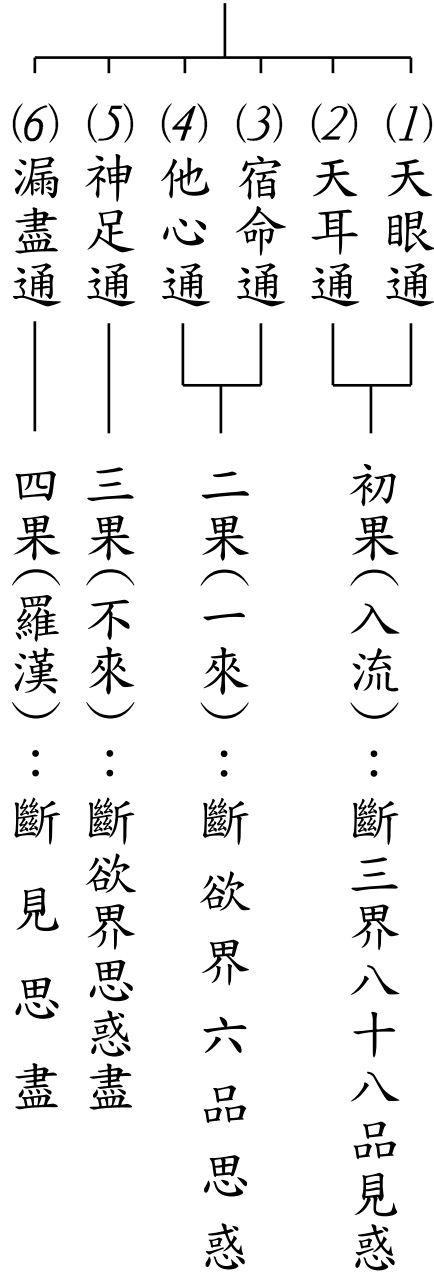 (1)天眼通
(2)天耳通
(3)宿命通
(4)他心通
(5)神足通
(6)漏盡通
初果(入流):斷三界八十八品見惑
二果(一來):斷欲界六品思惑
三果(不來):斷欲界思惑盡
四果(羅漢):斷見思盡